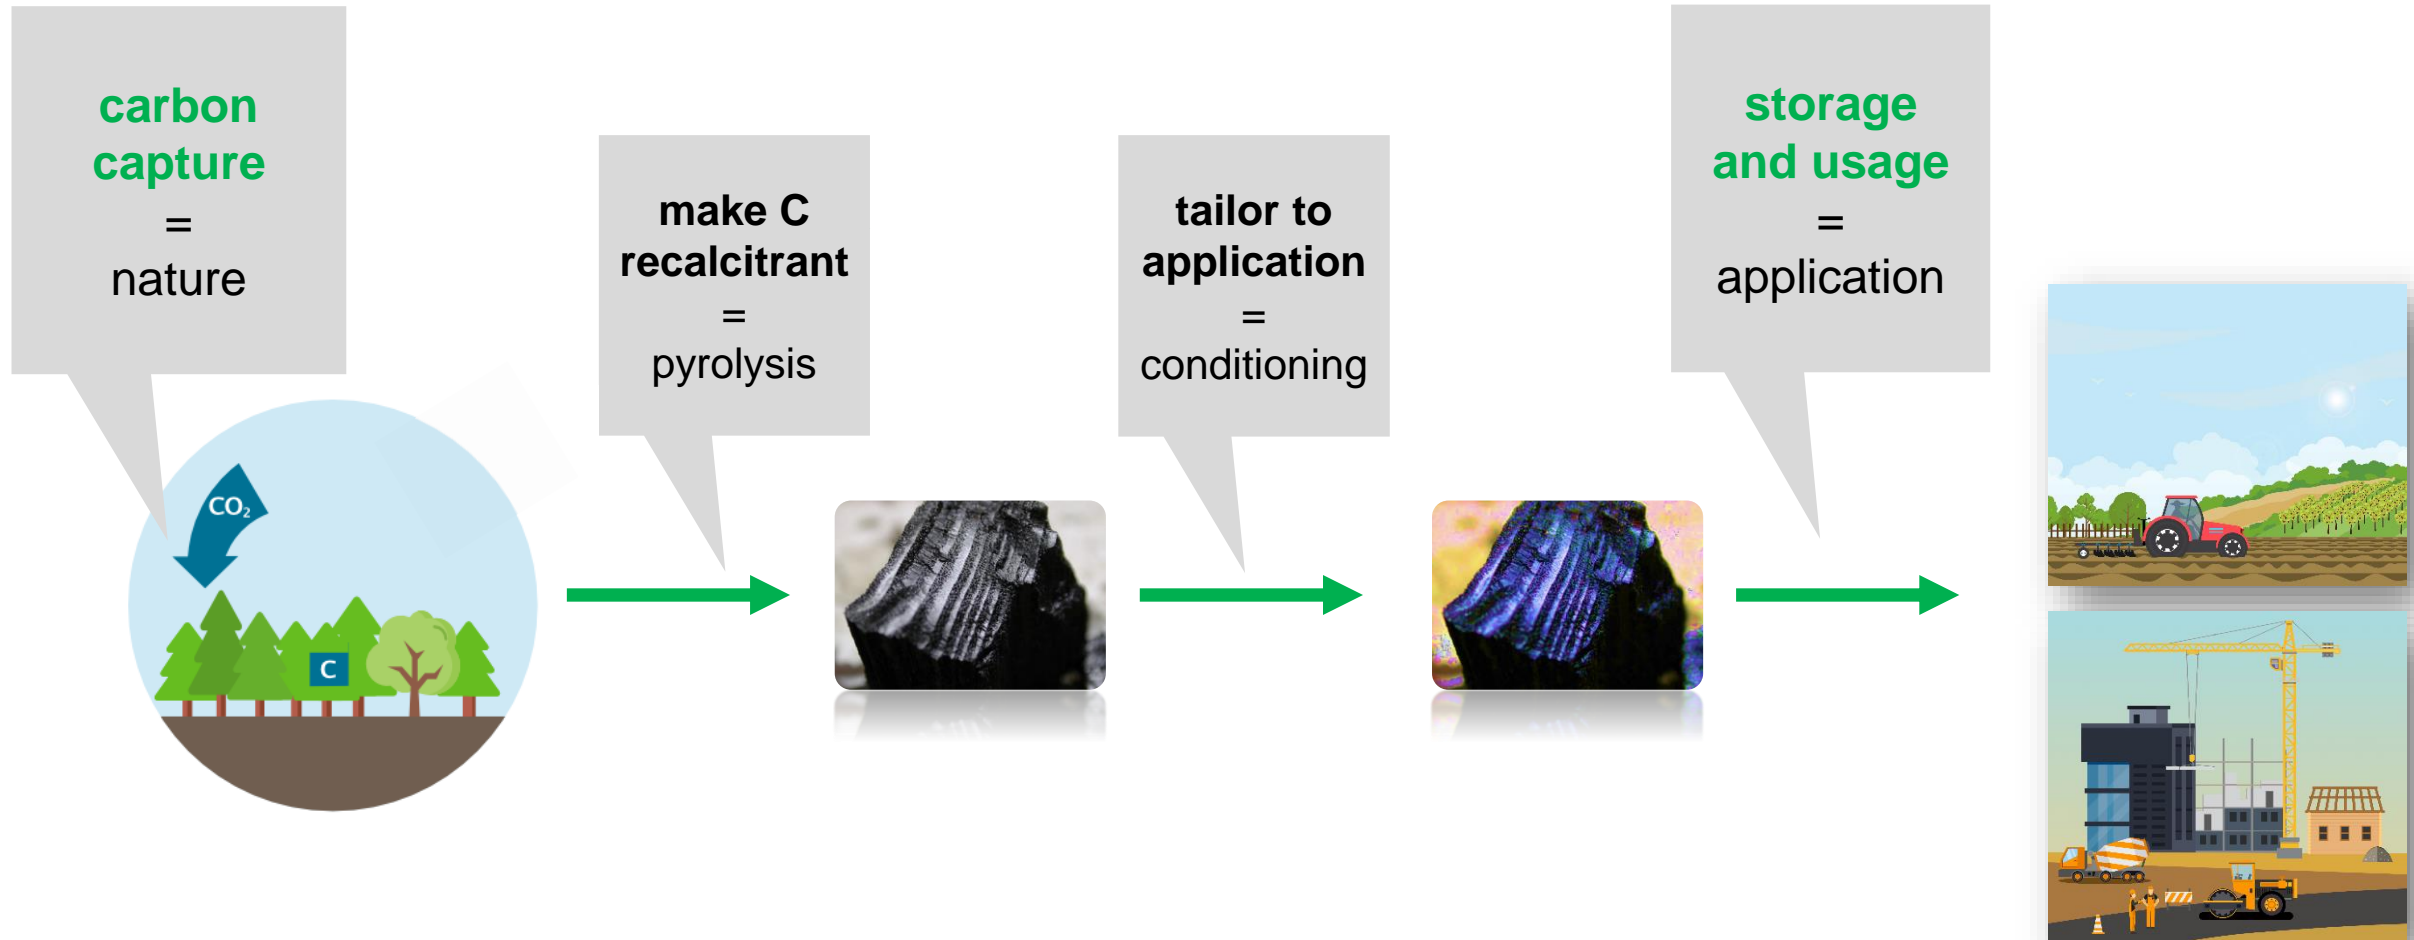 carbon
capture
=
nature
make C
recalcitrant
=
pyrolysis
tailor to
application
=
conditioning
storage
and usage
=
application
CO₂
C